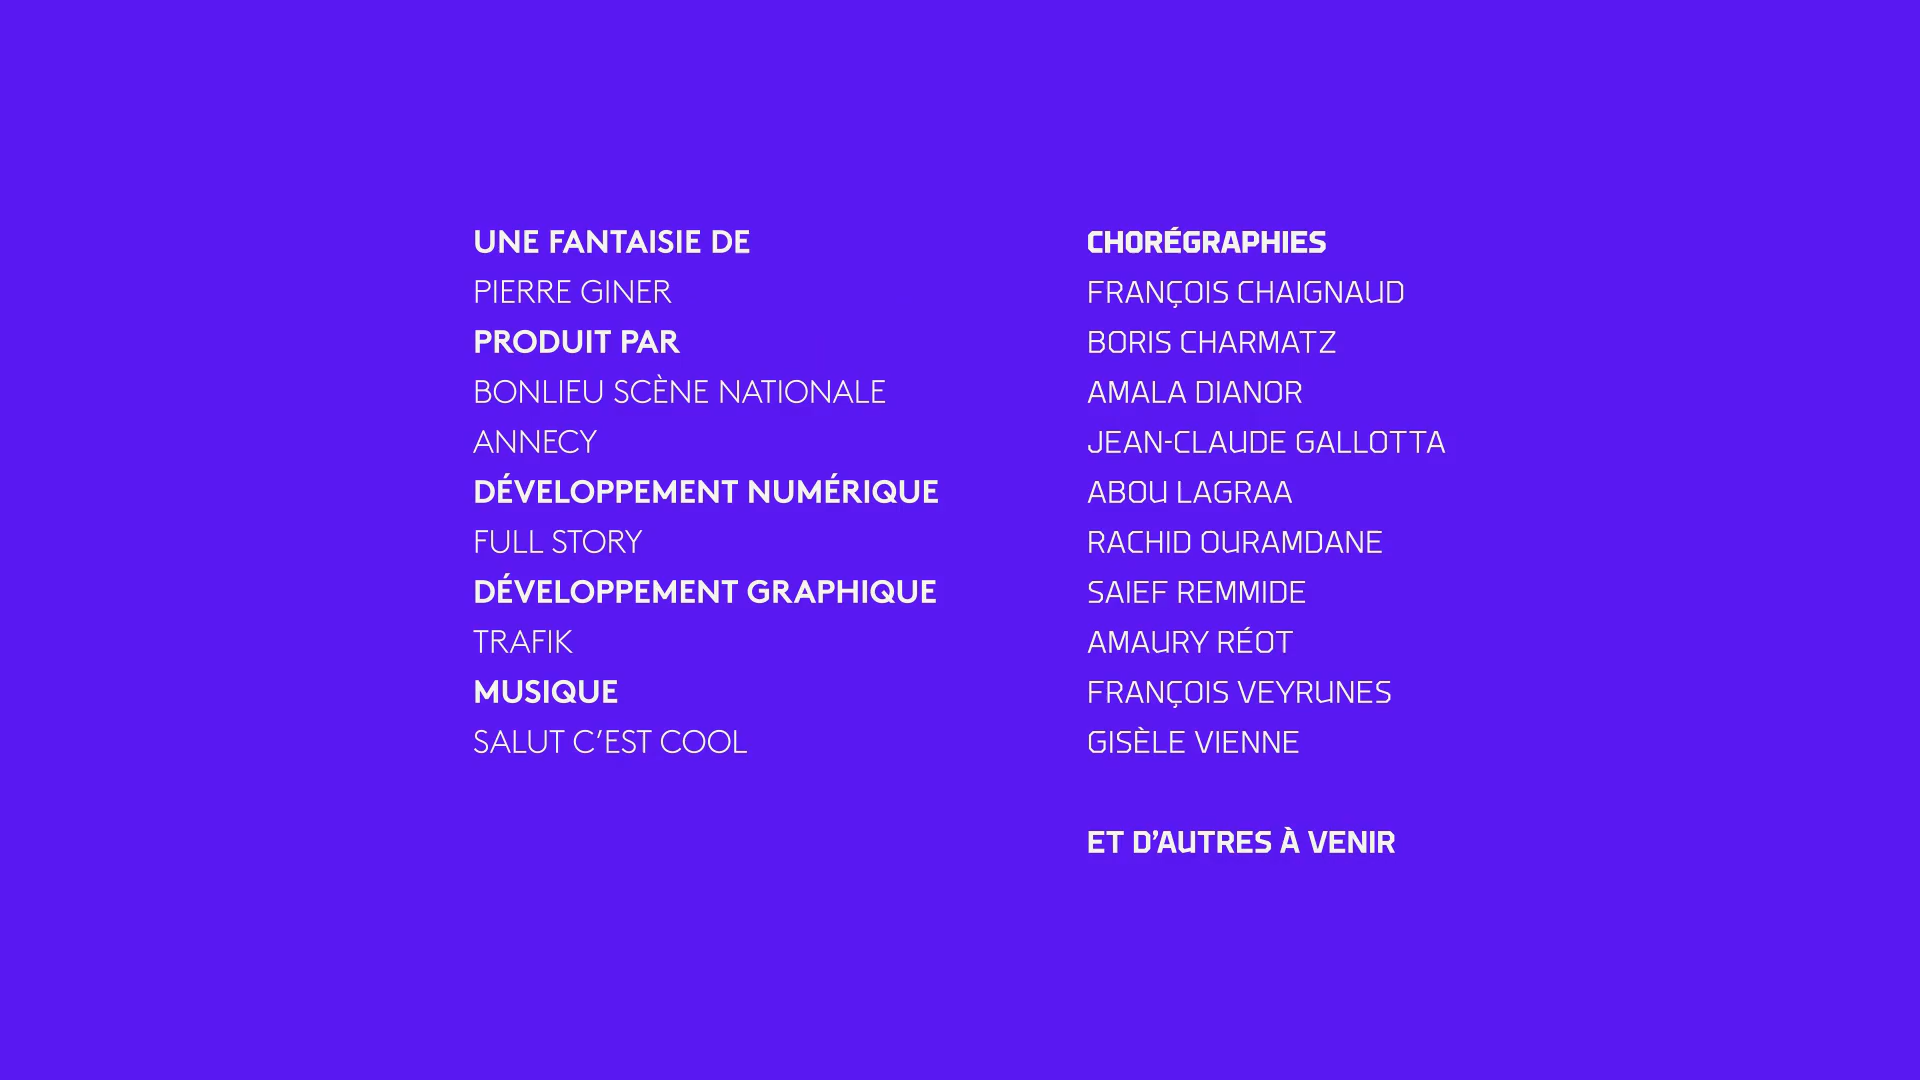 UNE FANTAISIE DE
PIERRE GINER
PRODUIT PAR
BONLIEU SCÈNE NATIONALE
ANNECY
DÉVELOPPEMENT NUMÉRIQUE
FULL STORY
DÉVELOPPEMENT GRAPHIQUE
TRAFIK
MUSIQUE
SALUT C’EST COOL
CHORÉGRAPHIES
FRANÇOIS CHAIGNAUD
BORIS CHARMATZ
AMALA DIANOR
JEAN-CLAUDE GALLOTTA
ABOU LAGRAA
RACHID OURAMDANE
SAIEF REMMIDE
AMAURY RÉOT
FRANÇOIS VEYRUNES
GISÈLE VIENNE
ET D’AUTRES À VENIR